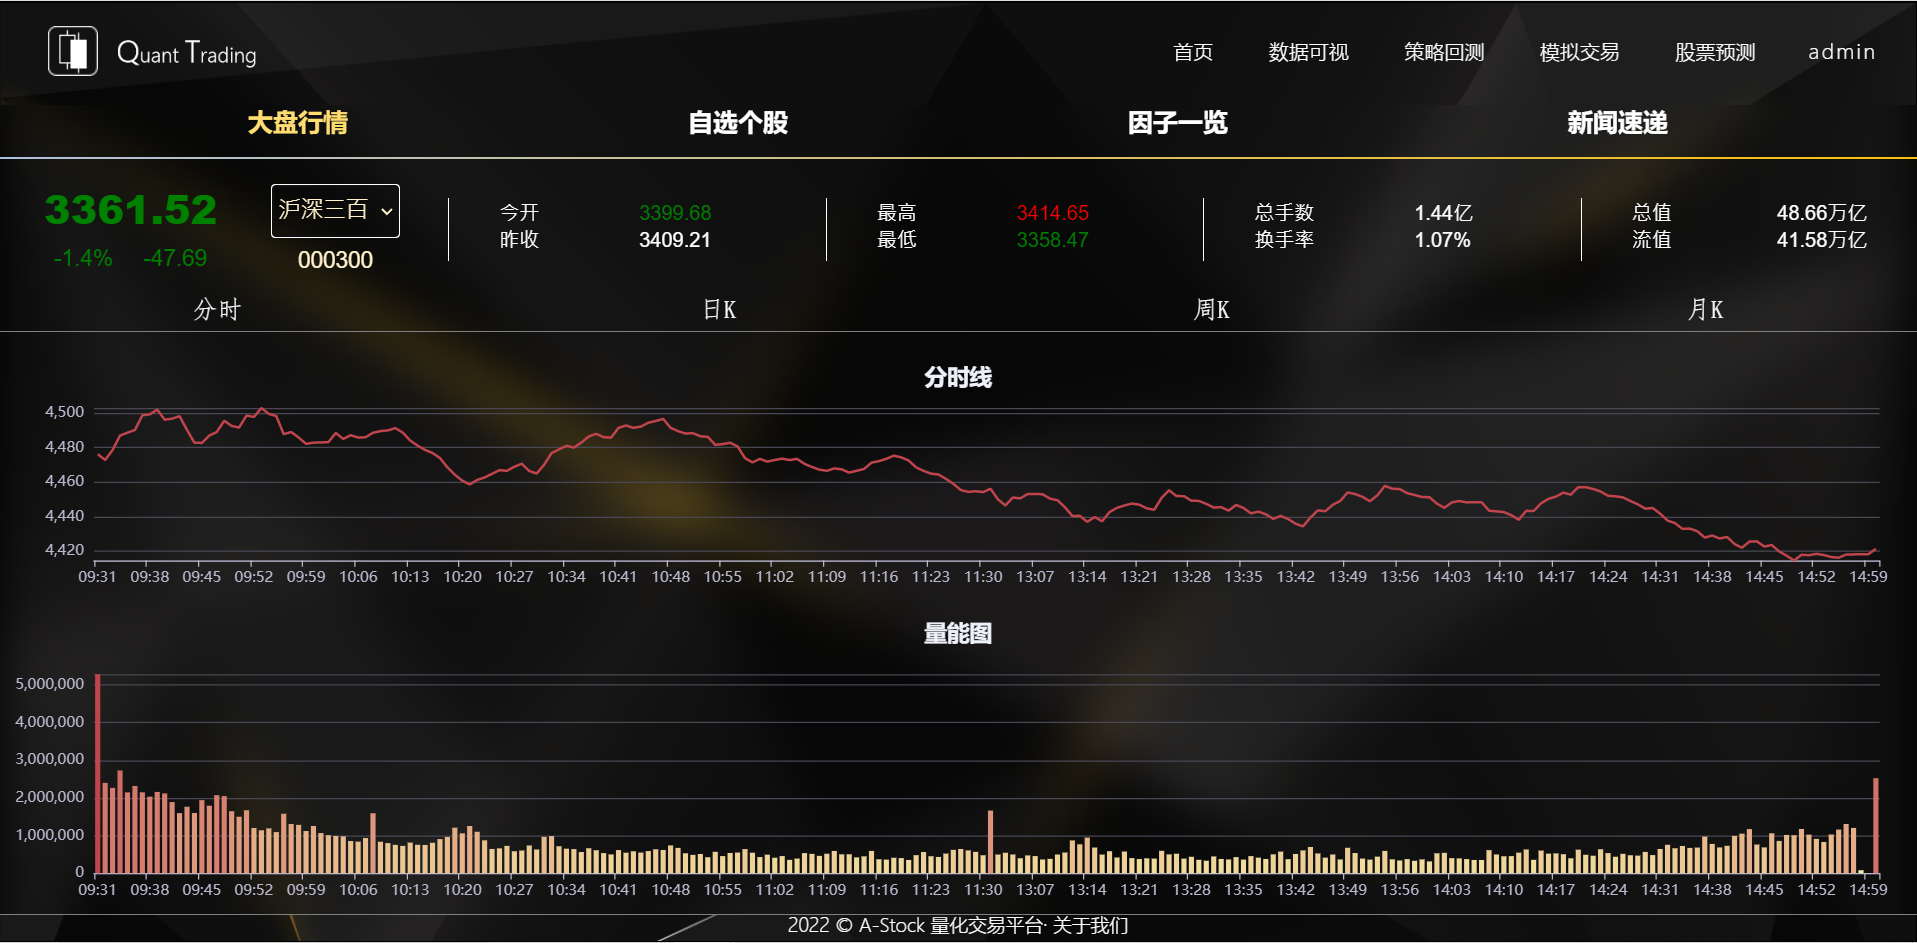 Quant Trading
首页 数据可视 策略回测 模拟交易 股票预测 admin
大盘行情 自选个股 因子一览 新闻速递
3361.52 沪深三百
-1.4% -47.69 000300
今开 3399.68 最高 3414.65 总手数 1.44亿 总值 48.66万亿
昨收 3409.21 最低 3358.47 换手率 1.07% 流值 41.58万亿
分时 日K 周K 月K
分时线
4,500
4,480
4,460
4,440
4,420
09:31 09:38 09:45 09:52 09:59 10:06 10:13 10:20 10:27 10:34 10:41 10:48 10:55 11:02 11:09 11:16 11:23 11:30 13:07 13:14 13:21 13:28 13:35 13:42 13:49 13:56 14:03 14:10 14:17 14:24 14:31 14:38 14:45 14:52 14:59
量能图
5,000,000
4,000,000
3,000,000
2,000,000
1,000,000
0
09:31 09:38 09:45 09:52 09:59 10:06 10:13 10:20 10:27 10:34 10:41 10:48 10:55 11:02 11:09 11:16 11:23 11:30 13:07 13:14 13:21 13:28 13:35 13:42 13:49 13:56 14:03 14:10 14:17 14:24 14:31 14:38 14:45 14:52 14:59
2022 © A-Stock 量化交易平台· 关于我们